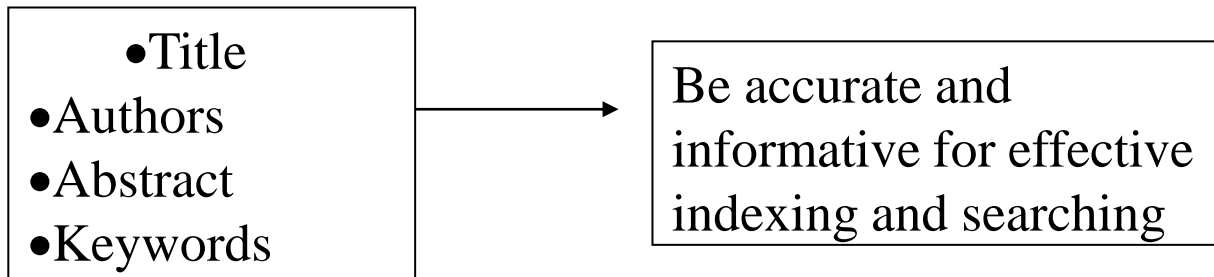 •Title
•Authors
•Abstract
•Keywords
Be accurate and
informative for effective
indexing and searching